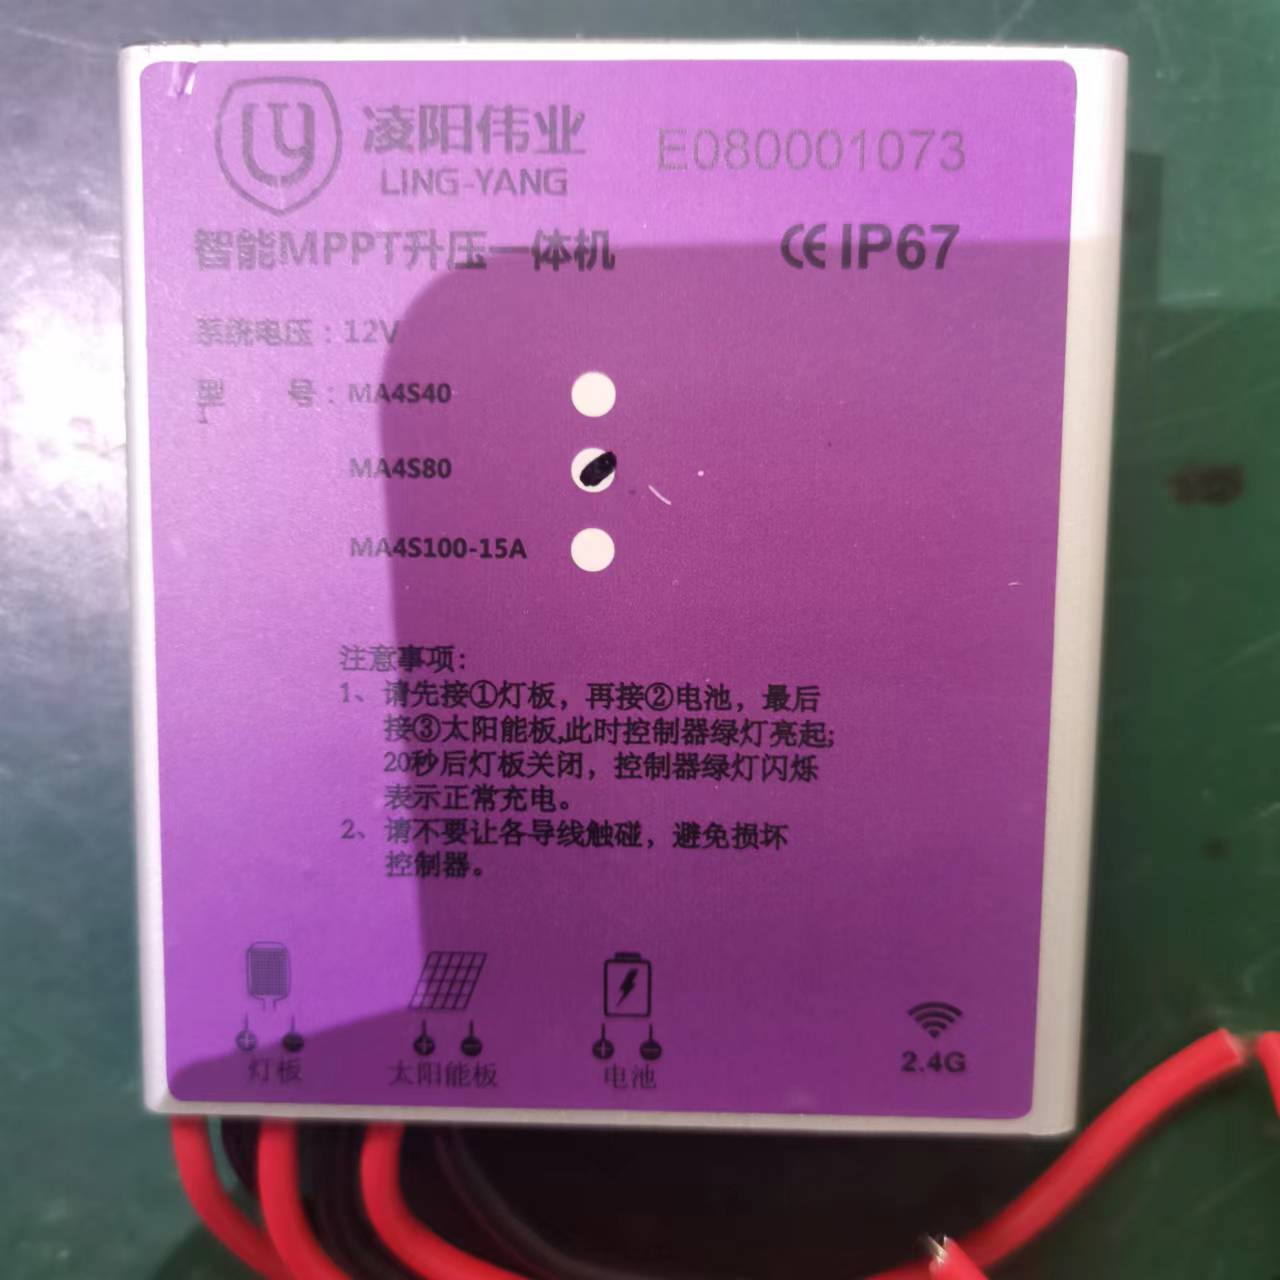 LY
凌阳伟业
LING-YANG
E080001073
智能MPPT升压一体机
CE IP67
系统电压：12V
型 号：MA4S40
MA4S80
MA4S100-15A
注意事项：
1、请先接①灯板，再接②电池，最后
接③太阳能板,此时控制器绿灯亮起;
20秒后灯板关闭，控制器绿灯闪烁
表示正常充电。
2、请不要让各导线触碰，避免损坏
控制器。
+ -
灯板
+ -
太阳能板
+ -
电池
2.4G